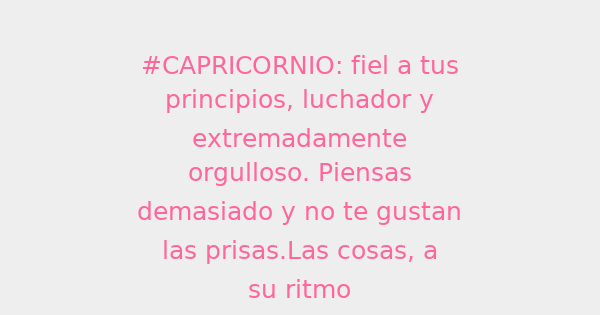 #CAPRICORNIO: fiel a tus
principios, luchador y
extremadamente
orgulloso. Piensas
demasiado y no te gustan
las prisas.Las cosas, a
su ritmo